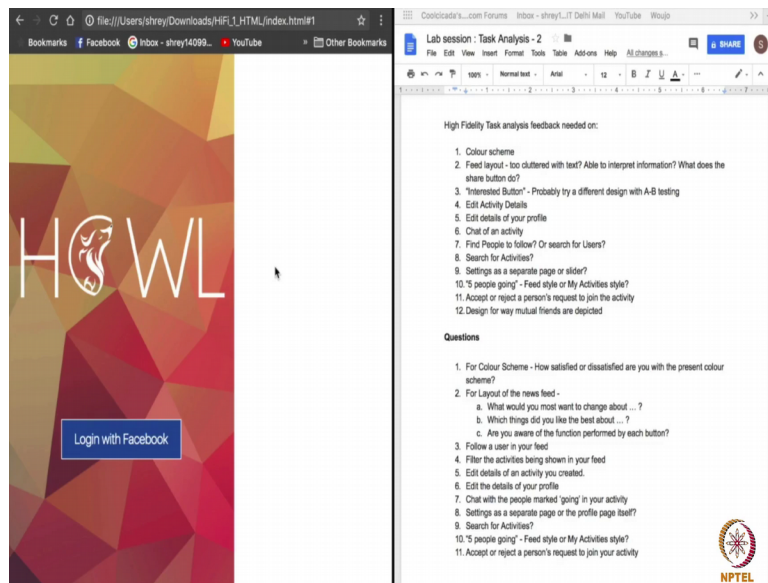 file:///Users/shrey/Downloads/HiFi_1_HTML/index.html#1
Bookmarks Facebook Inbox - shrey14099... YouTube » Other Bookmarks
HOWL
Login with Facebook
Coolcicada's....com Forums Inbox - shrey1...IT Delhi Mail YouTube Woujo >>
Lab session : Task Analysis - 2
File Edit View Insert Format Tools Table Add-ons Help All changes s...
SHARE
S
100% Normal text Arial 12 B I U A
High Fidelity Task analysis feedback needed on:
1. Colour scheme
2. Feed layout - too cluttered with text? Able to interpret information? What does the
share button do?
3. "Interested Button" - Probably try a different design with A-B testing
4. Edit Activity Details
5. Edit details of your profile
6. Chat of an activity
7. Find People to follow? Or search for Users?
8. Search for Activities?
9. Settings as a separate page or slider?
10. "5 people going" - Feed style or My Activities style?
11. Accept or reject a person's request to join the activity
12. Design for way mutual friends are depicted
Questions
1. For Colour Scheme - How satisfied or dissatisfied are you with the present colour
scheme?
2. For Layout of the news feed -
a. What would you most want to change about ... ?
b. Which things did you like the best about ... ?
c. Are you aware of the function performed by each button?
3. Follow a user in your feed
4. Filter the activities being shown in your feed
5. Edit details of an activity you created.
6. Edit the details of your profile
7. Chat with the people marked 'going' in your activity
8. Settings as a separate page or the profile page itself?
9. Search for Activities?
10. "5 people going" - Feed style or My Activities style?
11. Accept or reject a person's request to join your activity
NPTEL